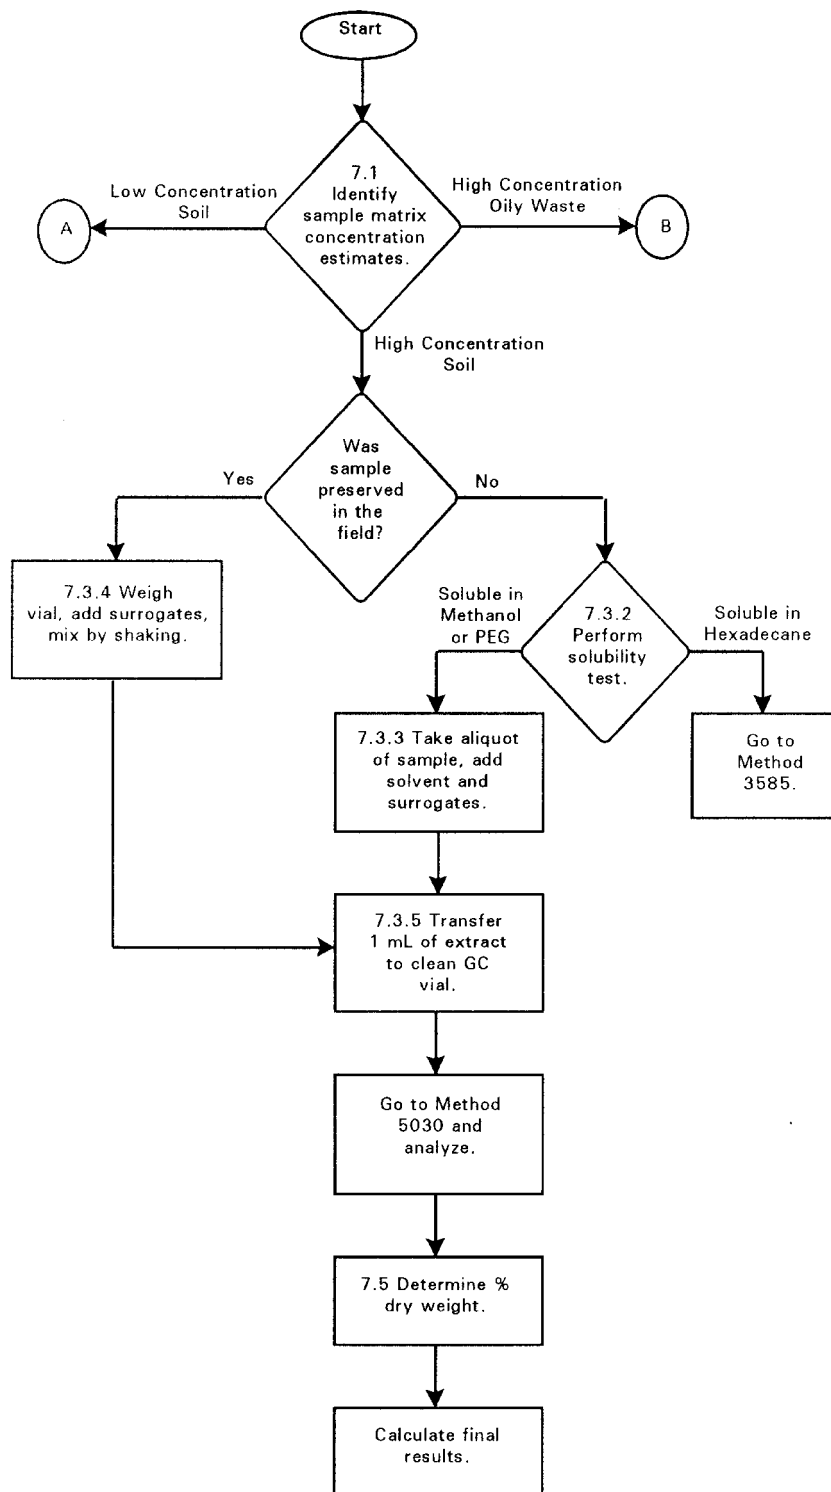 Start
7.1
Identify
sample matrix
concentration
estimates.
Low Concentration
Soil
High Concentration
Oily Waste
A
B
High Concentration
Soil
Was
sample
preserved
in the
field?
Yes
No
7.3.4 Weigh
vial, add surrogates,
mix by shaking.
Soluble in
Methanol
or PEG
7.3.2
Perform
solubility
test.
Soluble in
Hexadecane
7.3.3 Take aliquot
of sample, add
solvent and
surrogates.
Go to
Method
3585.
7.3.5 Transfer
1 mL of extract
to clean GC
vial.
Go to Method
5030 and
analyze.
7.5 Determine %
dry weight.
Calculate final
results.